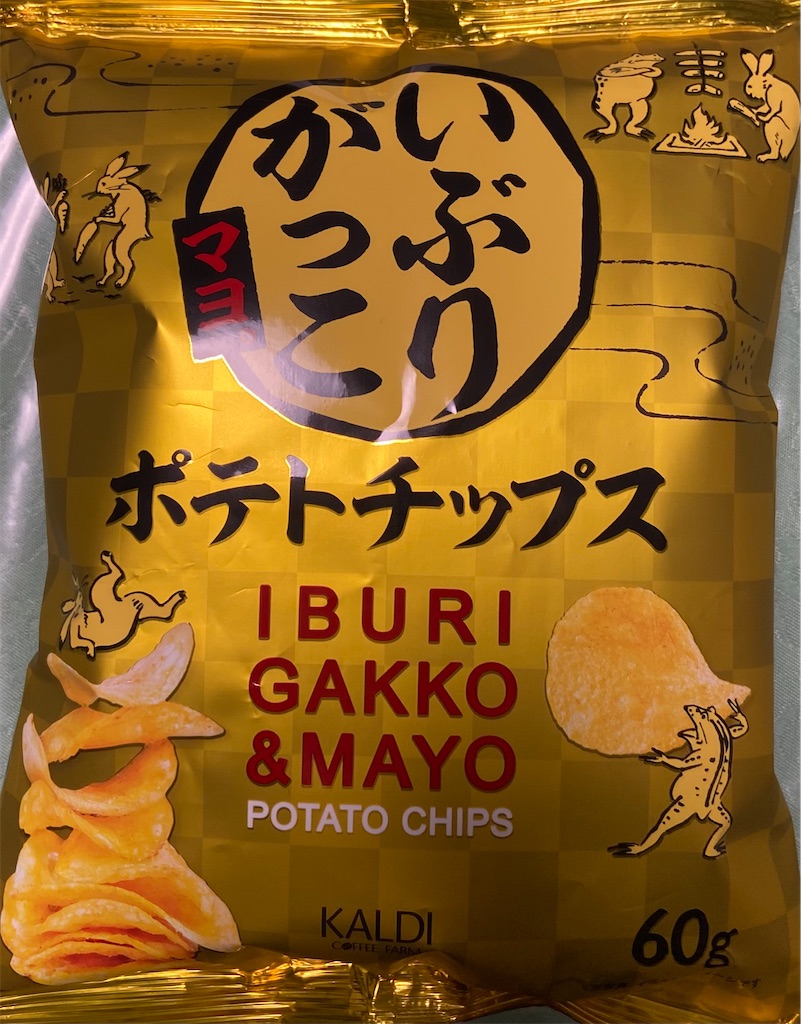 いぶり
がっこ
マヨ
ポテトチップス
IBURI
GAKKO
&MAYO
POTATO CHIPS
KALDI
COFFEE FARM
60g